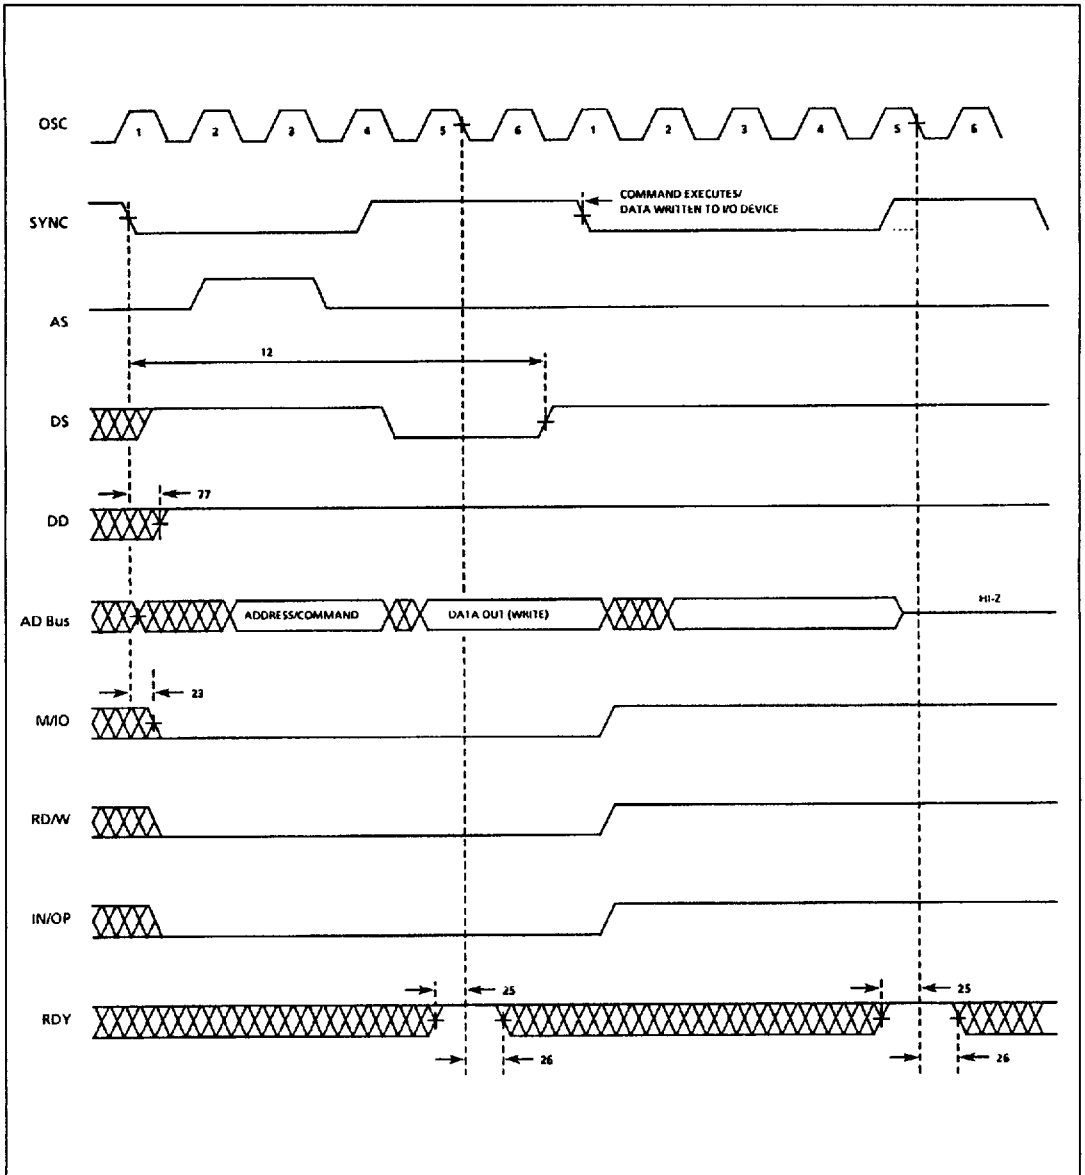 OSC 1 2 3 4 5 6 1 2 3 4 5 6
SYNC
COMMAND EXECUTES/
DATA WRITTEN TO I/O DEVICE
AS
12
DS
77
DD
AD Bus ADDRESS/COMMAND DATA OUT (WRITE) HI-Z
23
M/IO
RD/W
IN/OP
25 25
RDY
26 26